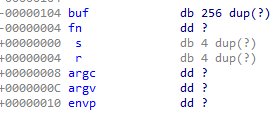 -00000104 buf db 256 dup(?)
-00000004 fn dd ?
+00000000 s db 4 dup(?)
+00000004 r db 4 dup(?)
+00000008 argc dd ?
+0000000C argv dd ?
+00000010 envp dd ?